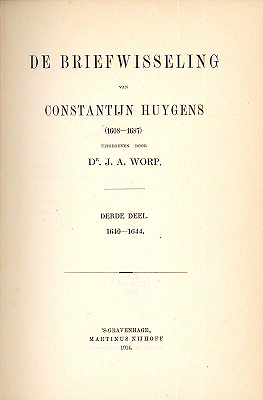 DE BRIEFWISSELING
VAN
CONSTANTIJN HUYGENS
(1608—1687)
UITGEGEVEN DOOR
DR. J. A. WORP.
DERDE DEEL.
1640—1644.
'S-GRAVENHAGE,
MARTINUS NIJHOFF
1914.